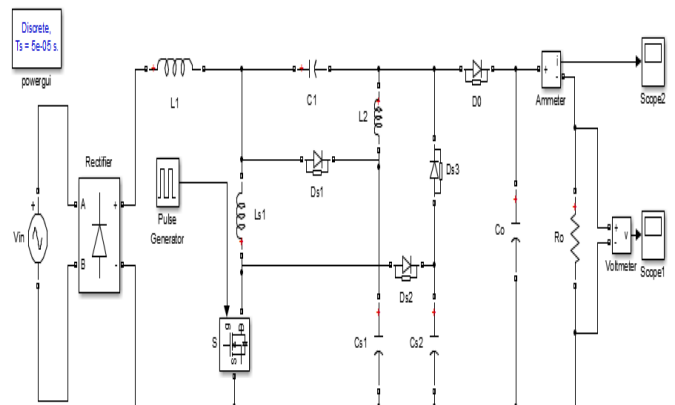 Discrete,
Ts = 5e-05 s.
powergui
L1
C1
L2
D0
i
+
-
Ammeter
Scope2
Rectifier
A
+
B
-
Vin
+
Pulse
Generator
Ds1
Ls1
Ds3
Ds2
Co
Ro
+
-
v
Voltmeter
Scope1
S
g
S
Cs1
Cs2